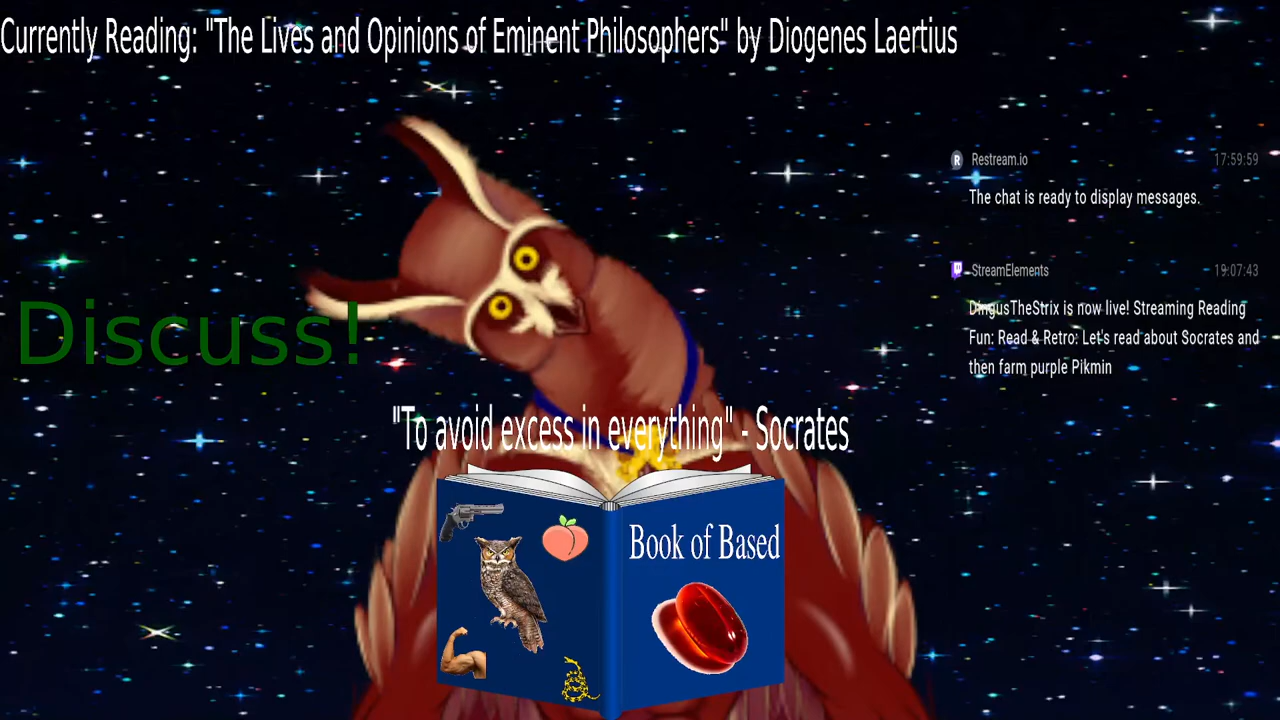 Currently Reading: "The Lives and Opinions of Eminent Philosophers" by Diogenes Laertius
R Restream.io 17:59:59
The chat is ready to display messages.
StreamElements 19:07:43
DingusTheStrix is now live! Streaming Reading
Fun: Read & Retro: Let's read about Socrates and
then farm purple Pikmin
Discuss!
"To avoid excess in everything" - Socrates
Book of Based